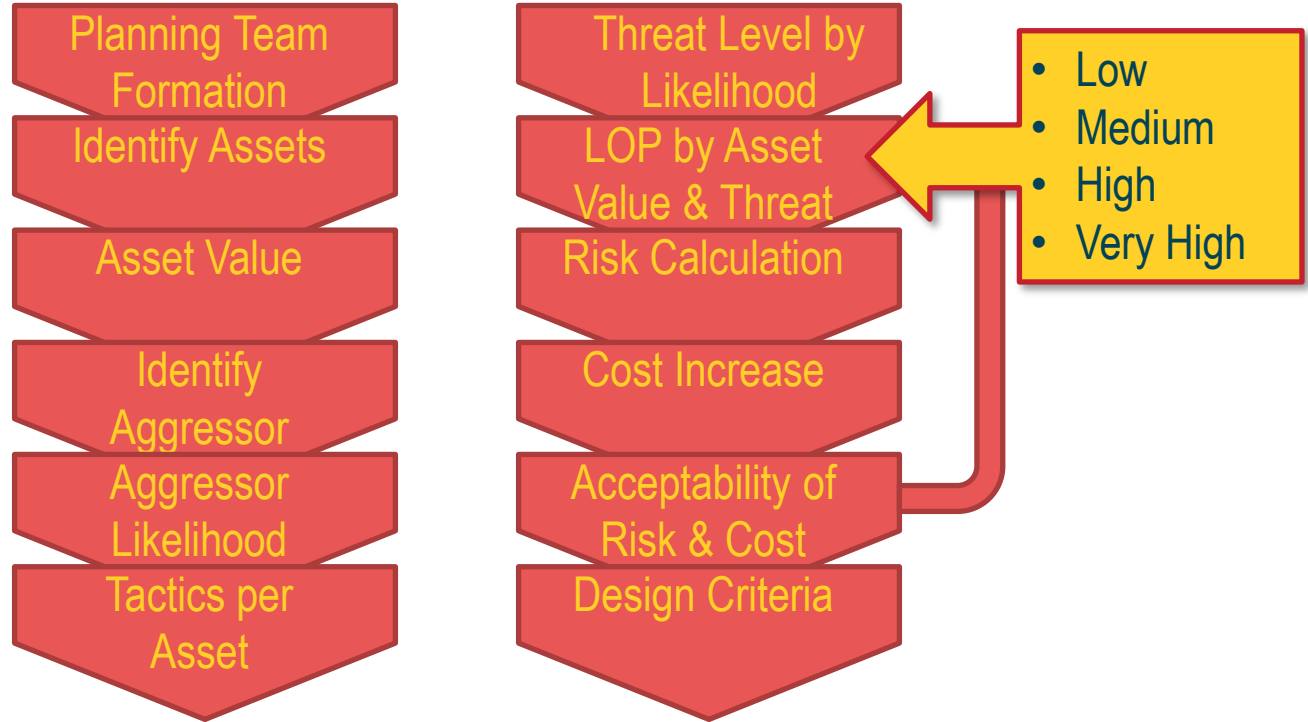 Planning Team
Formation
Identify Assets
Asset Value
Identify
Aggressor
Aggressor
Likelihood
Tactics per
Asset
Threat Level by
Likelihood
LOP by Asset
Value & Threat
Risk Calculation
Cost Increase
Acceptability of
Risk & Cost
Design Criteria
• Low
• Medium
• High
• Very High